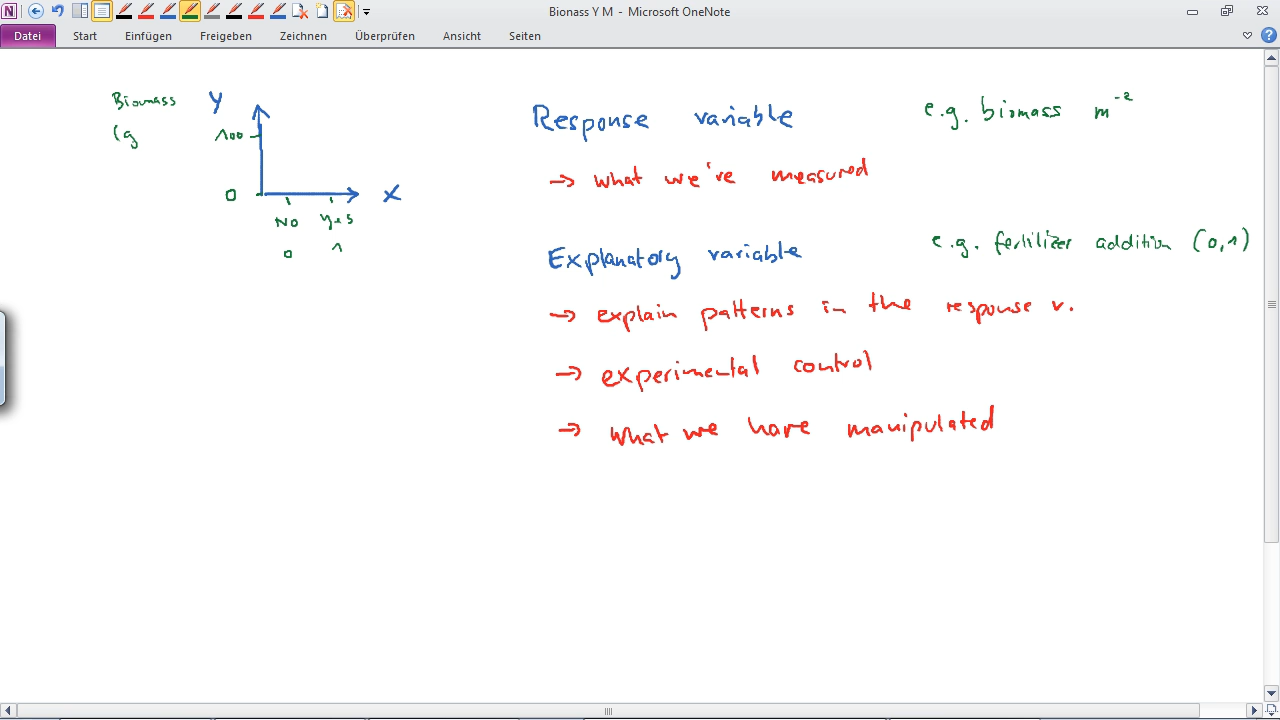 Bionass Y M - Microsoft OneNote
Datei Start Einfügen Freigeben Zeichnen Überprüfen Ansicht Seiten
Biomass Y
(g 100
0 X
No Yes
0 1
Response variable e.g. biomass m⁻²
→ what we're measured
Explanatory variable e.g. fertilizer addition (0,1)
→ explain patterns in the response v.
→ experimental control
→ what we have manipulated